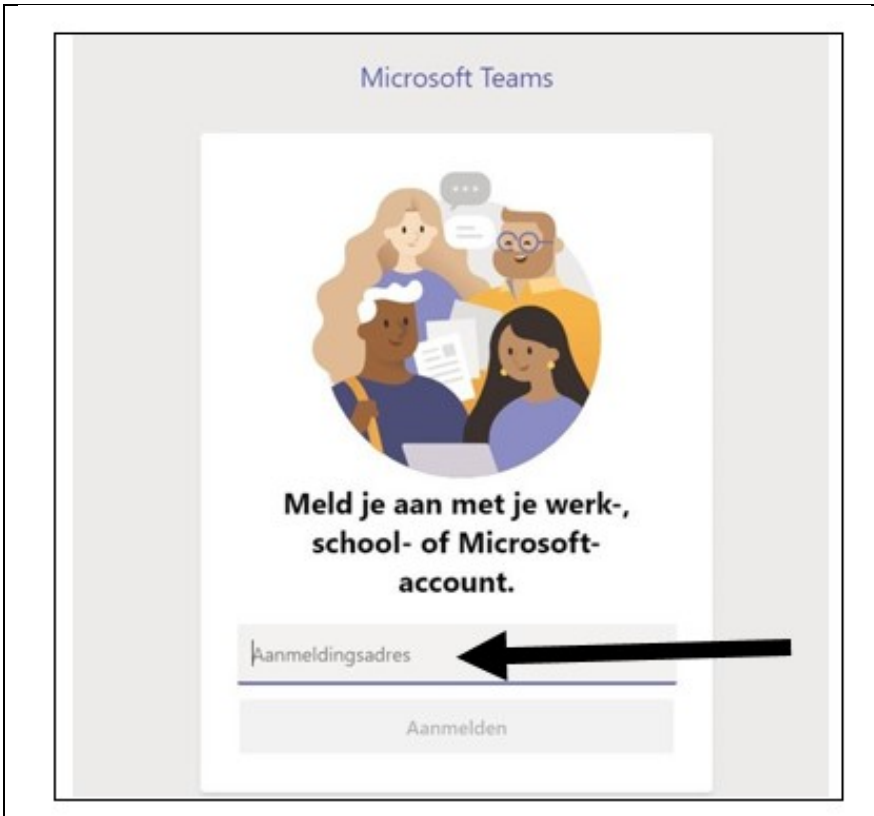 Microsoft Teams
Meld je aan met je werk-,
school- of Microsoft-
account.
Aanmeldingsadres
Aanmelden